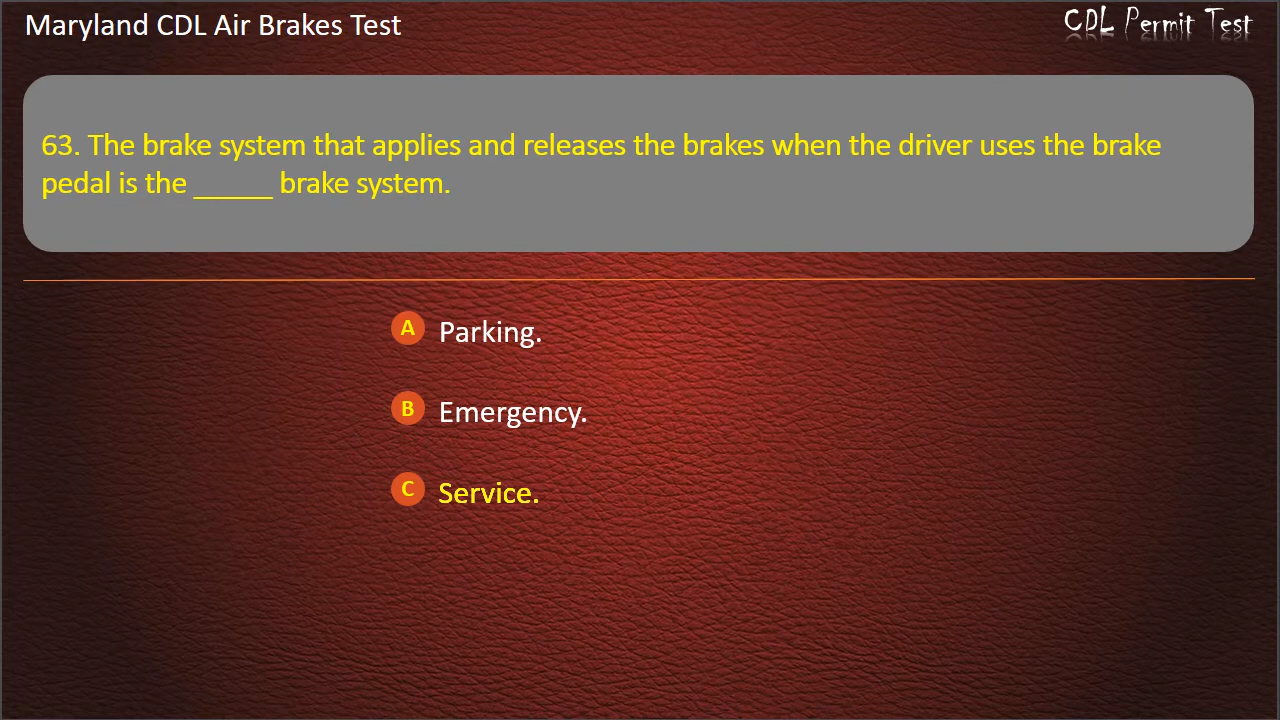 Maryland CDL Air Brakes Test
CDL Permit Test
63. The brake system that applies and releases the brakes when the driver uses the brake
pedal is the _____ brake system.
A Parking.
B Emergency.
C Service.